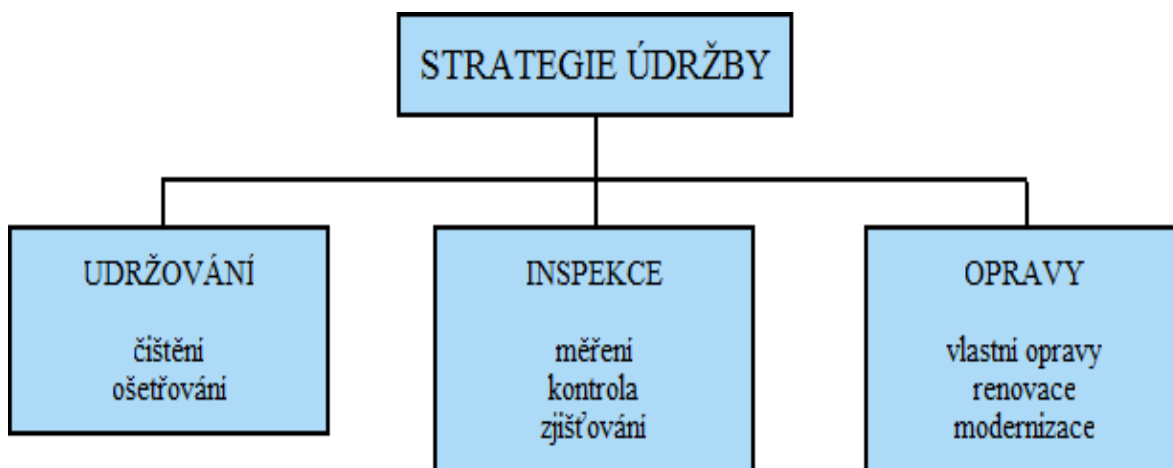 STRATEGIE ÚDRŽBY
UDRŽOVÁNÍ
čištění
ošetřování
INSPEKCE
měření
kontrola
zjišťování
OPRAVY
vlastní opravy
renovace
modernizace